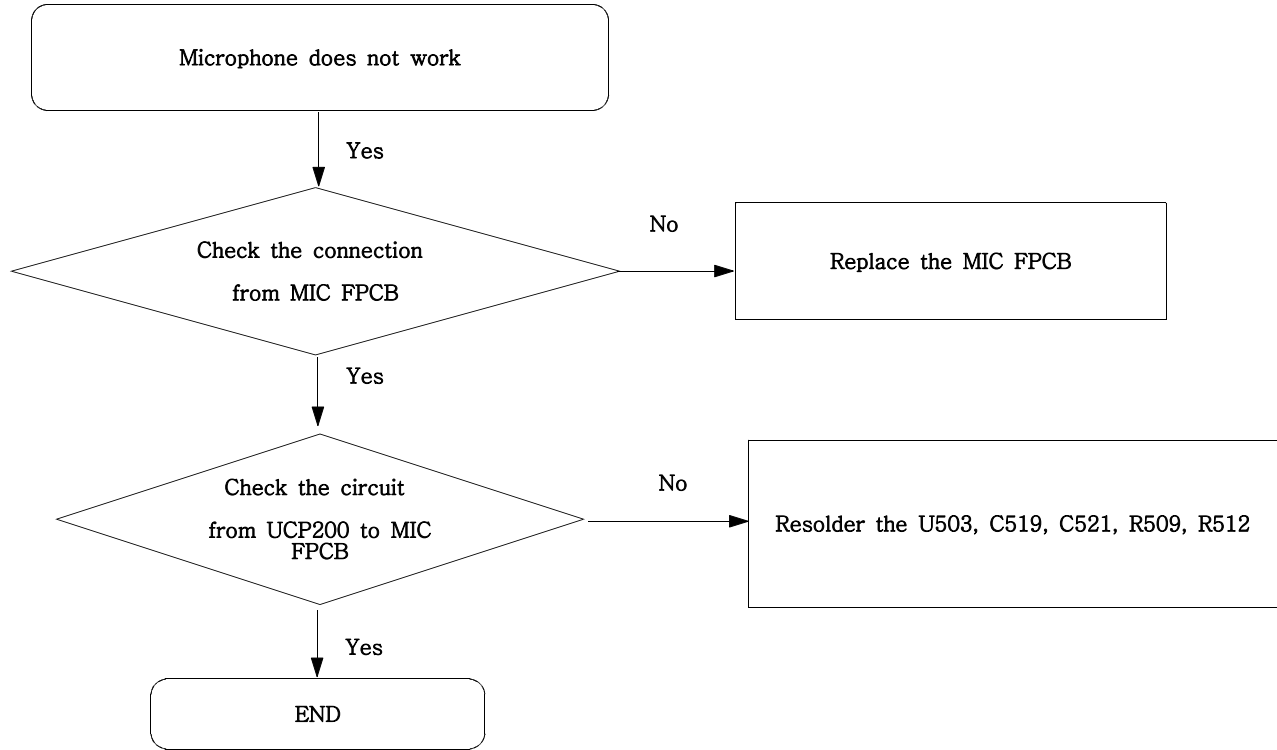 Microphone does not work
Yes
Check the connection
from MIC FPCB
No
Replace the MIC FPCB
Yes
Check the circuit
from UCP200 to MIC
FPCB
No
Resolder the U503, C519, C521, R509, R512
Yes
END